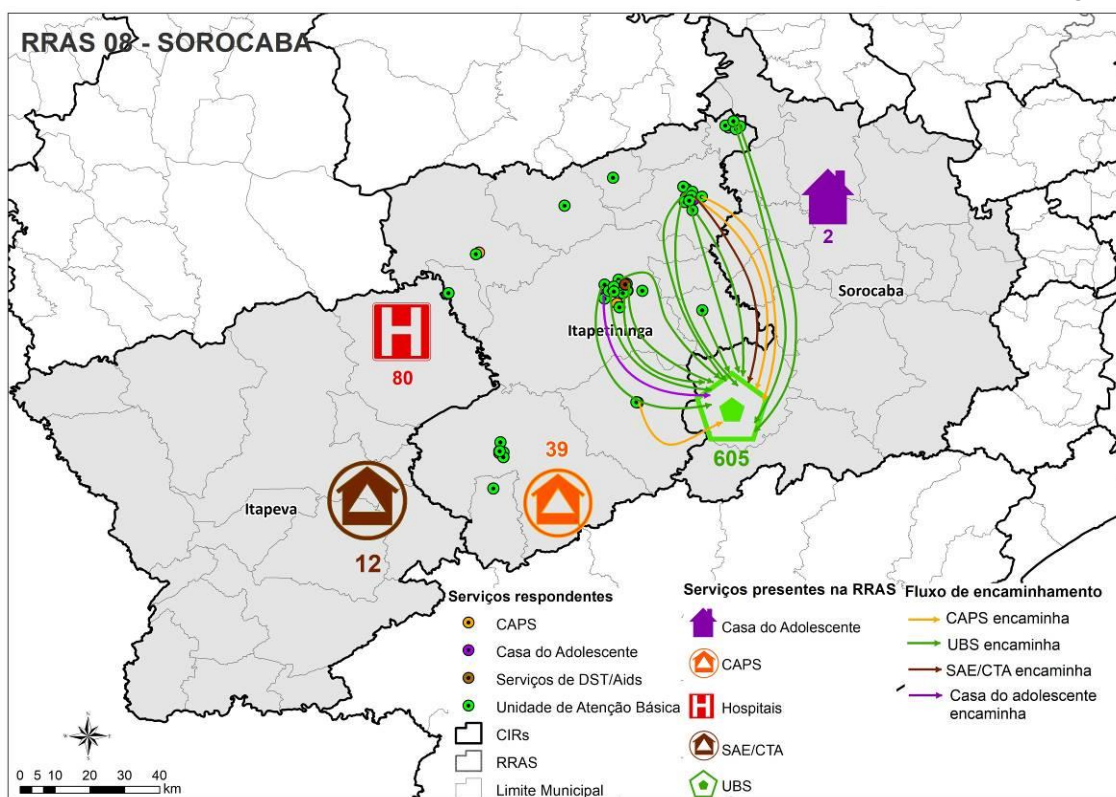 RRAS 08 - SOROCABA
2
Sorocaba
Itapetininga
H
80
605
39
Itapeva
12
Serviços respondentes
CAPS
Casa do Adolescente
Serviços de DST/Aids
Unidade de Atenção Básica
CIRs
RRAS
Limite Municipal
Serviços presentes na RRAS
Casa do Adolescente
CAPS
H Hospitais
SAE/CTA
UBS
Fluxo de encaminhamento
CAPS encaminha
UBS encaminha
SAE/CTA encaminha
Casa do adolescente
encaminha
0 5 10 20 30 40
km